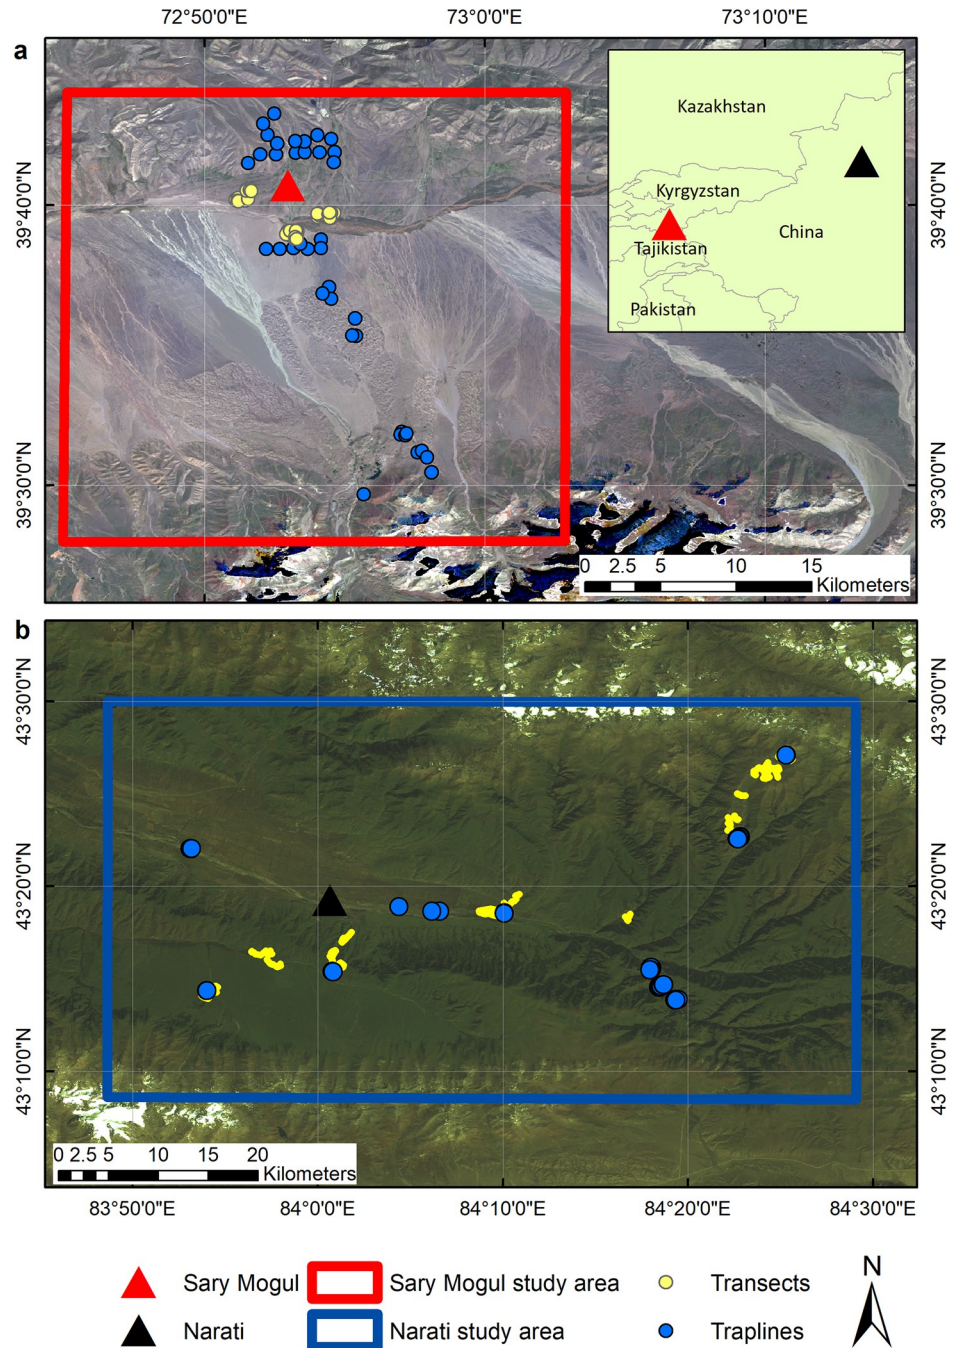 72°50'0"E 73°0'0"E 73°10'0"E
a
39°40'0"N
39°30'0"N
39°40'0"N
39°30'0"N
Kazakhstan
Kyrgyzstan
China
Tajikistan
Pakistan
0 2.5 5 10 15
Kilometers
b
43°30'0"N
43°20'0"N
43°10'0"N
43°30'0"N
43°20'0"N
43°10'0"N
0 2.5 5 10 15 20
Kilometers
83°50'0"E 84°0'0"E 84°10'0"E 84°20'0"E 84°30'0"E
Sary Mogul Sary Mogul study area Transects
Narati Narati study area Traplines
N